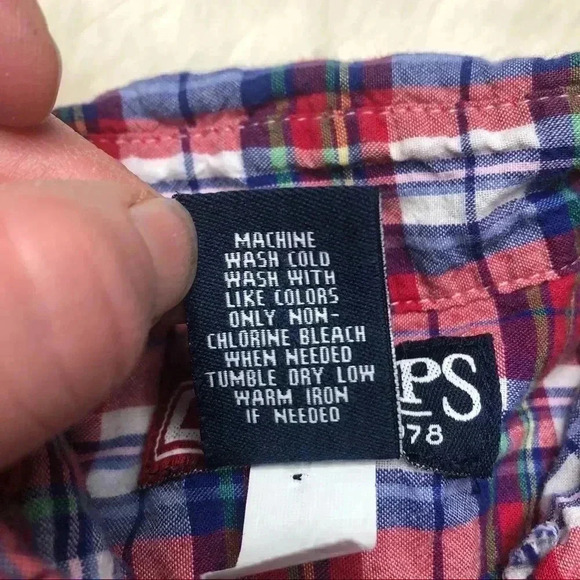 MACHINE
WASH COLD
WASH WITH
LIKE COLORS
ONLY NON-
CHLORINE BLEACH
WHEN NEEDED
TUMBLE DRY LOW
WARM IRON
IF NEEDED
PS
78